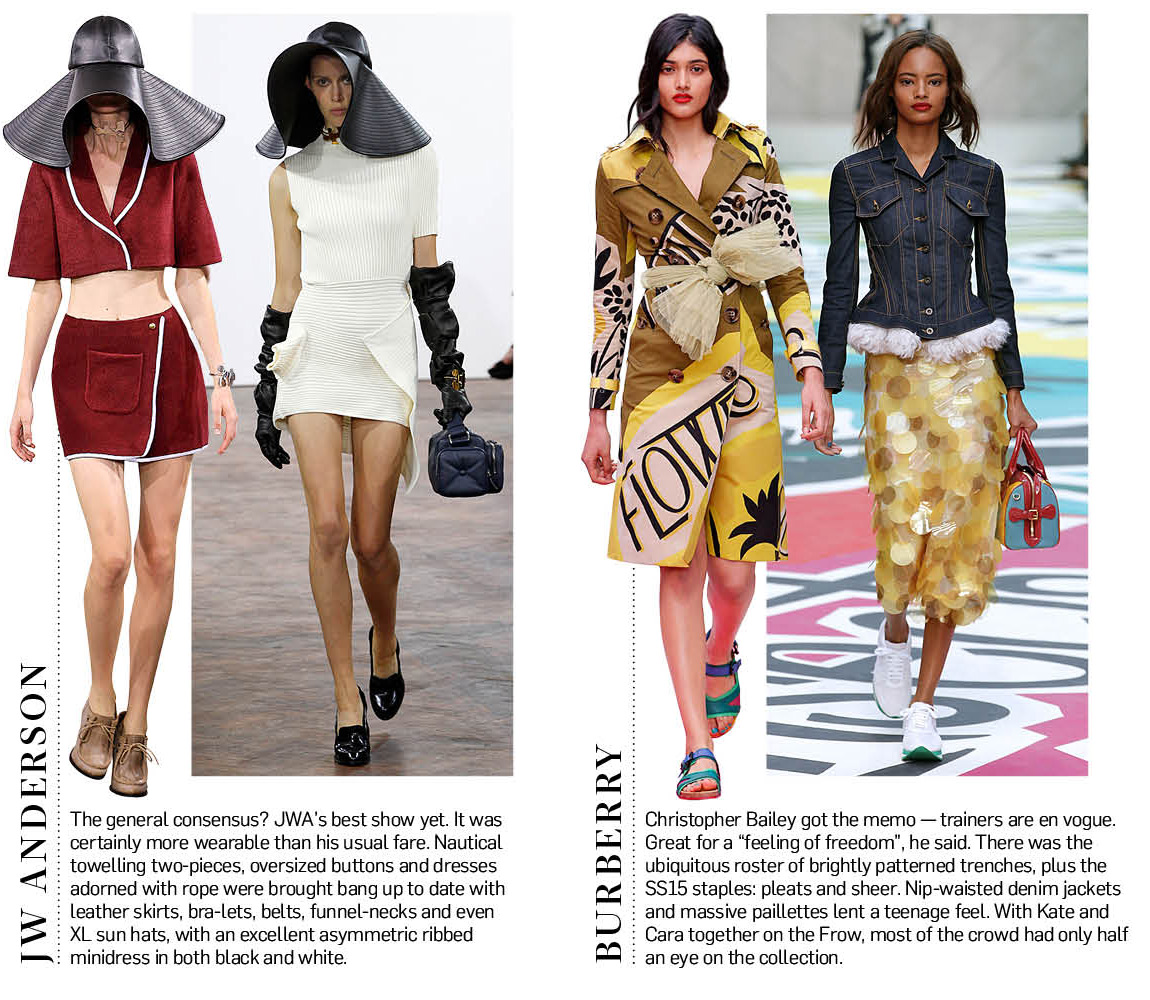 JW ANDERSON
The general consensus? JWA's best show yet. It was
certainly more wearable than his usual fare. Nautical
towelling two-pieces, oversized buttons and dresses
adorned with rope were brought bang up to date with
leather skirts, bra-lets, belts, funnel-necks and even
XL sun hats, with an excellent asymmetric ribbed
minidress in both black and white.
BURBERRY
Christopher Bailey got the memo — trainers are en vogue.
Great for a “feeling of freedom”, he said. There was the
ubiquitous roster of brightly patterned trenches, plus the
SS15 staples: pleats and sheer. Nip-waisted denim jackets
and massive paillettes lent a teenage feel. With Kate and
Cara together on the Frow, most of the crowd had only half
an eye on the collection.